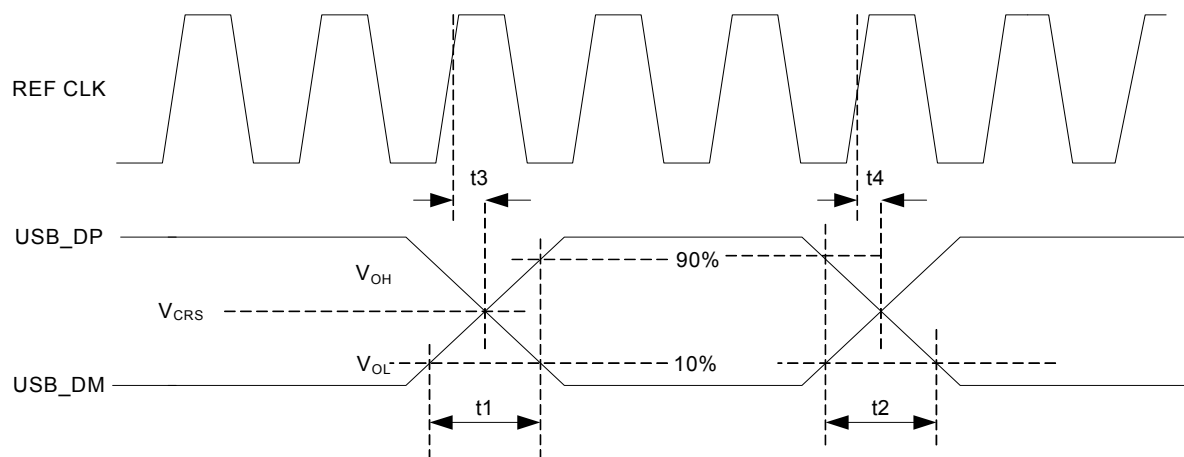 REF CLK
t3
t4
USB_DP
90%
VOH
VCRS
VOL
10%
USB_DM
t1
t2